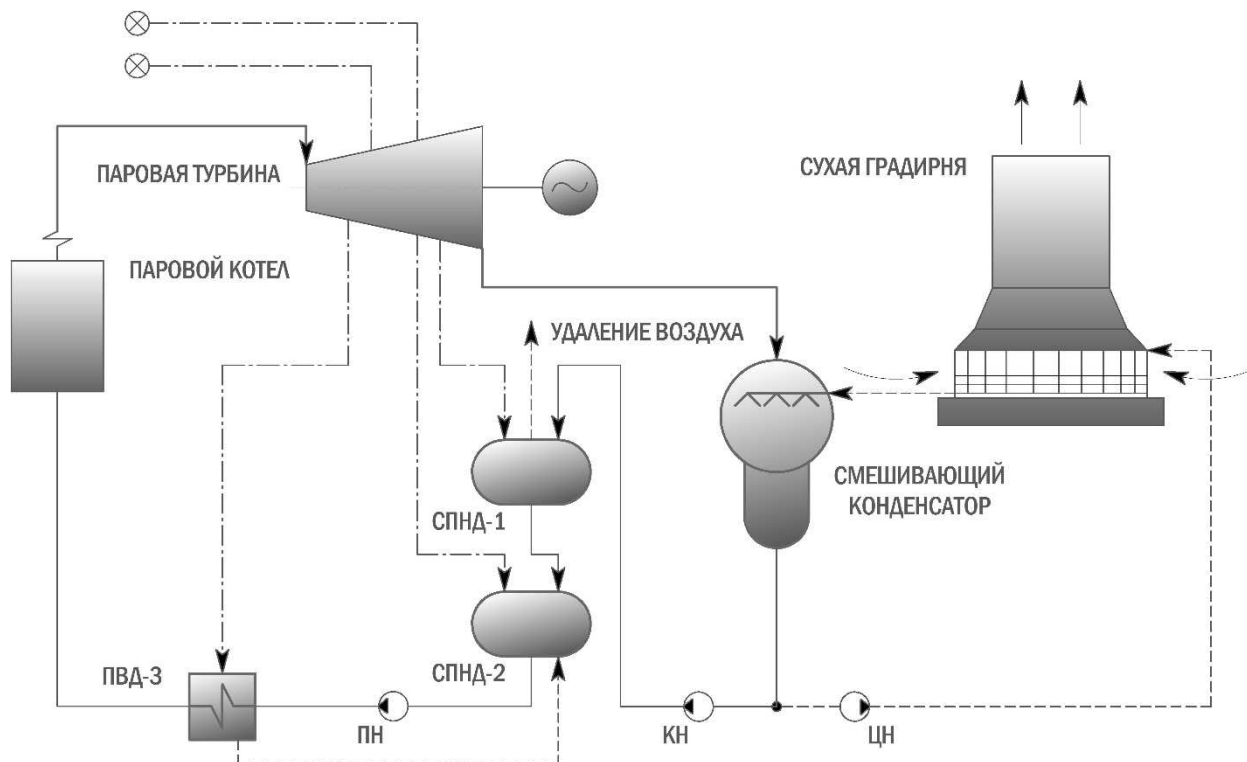 ПАРОВАЯ ТУРБИНА
СУХАЯ ГРАДИРНЯ
ПАРОВОЙ КОТЕЛ
УДАЛЕНИЕ ВОЗДУХА
СМЕШИВАЮЩИЙ
КОНДЕНСАТОР
СПНД-1
СПНД-2
ПВД-3
ПН
КН
ЦН